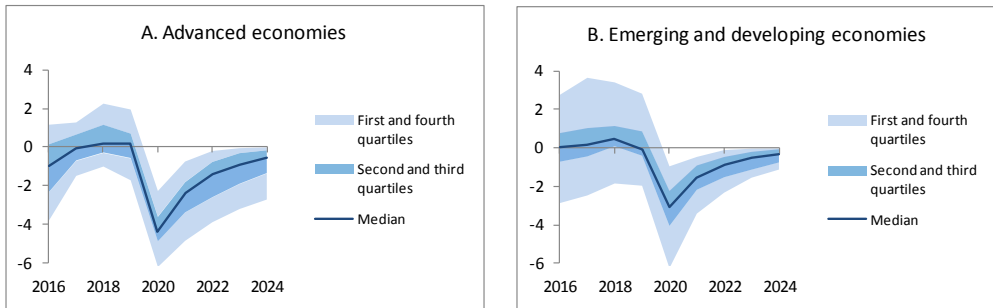 A. Advanced economies
4
2
0
-2
-4
-6
2016 2018 2020 2022 2024
First and fourth
quartiles
Second and third
quartiles
Median
B. Emerging and developing economies
4
2
0
-2
-4
-6
2016 2018 2020 2022 2024
First and fourth
quartiles
Second and third
quartiles
Median